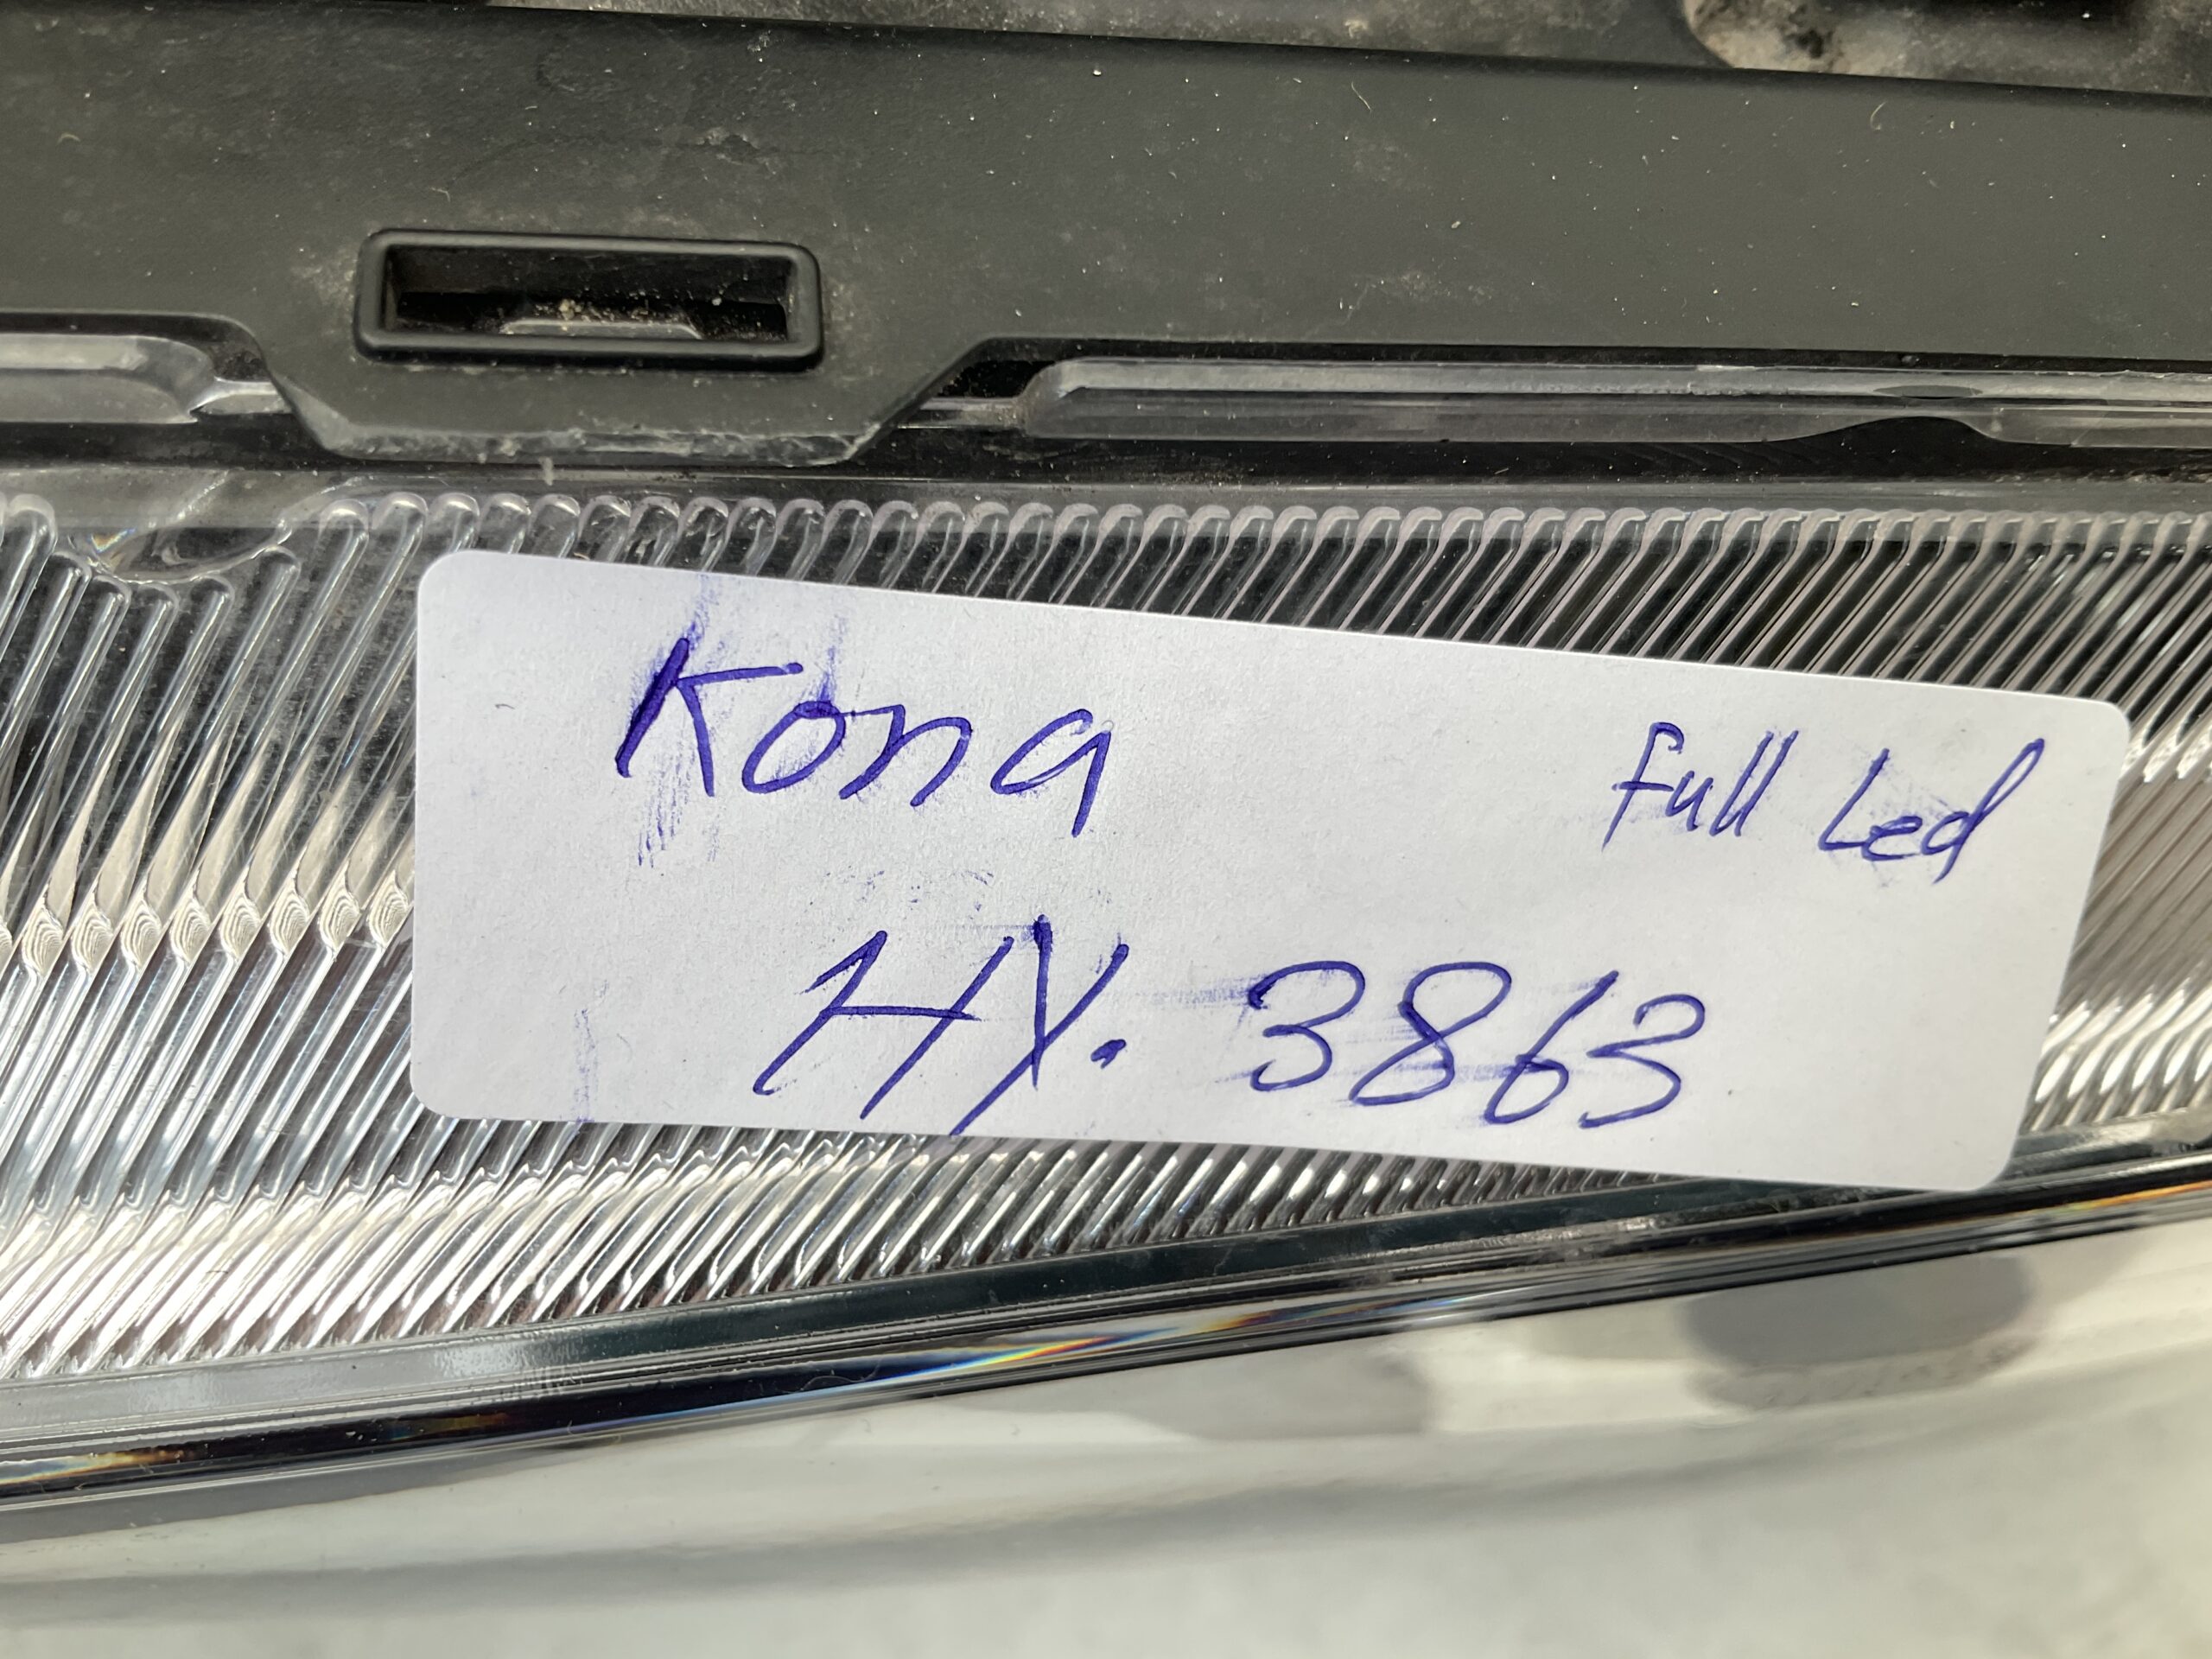 Kona Full Led
HY. 3863